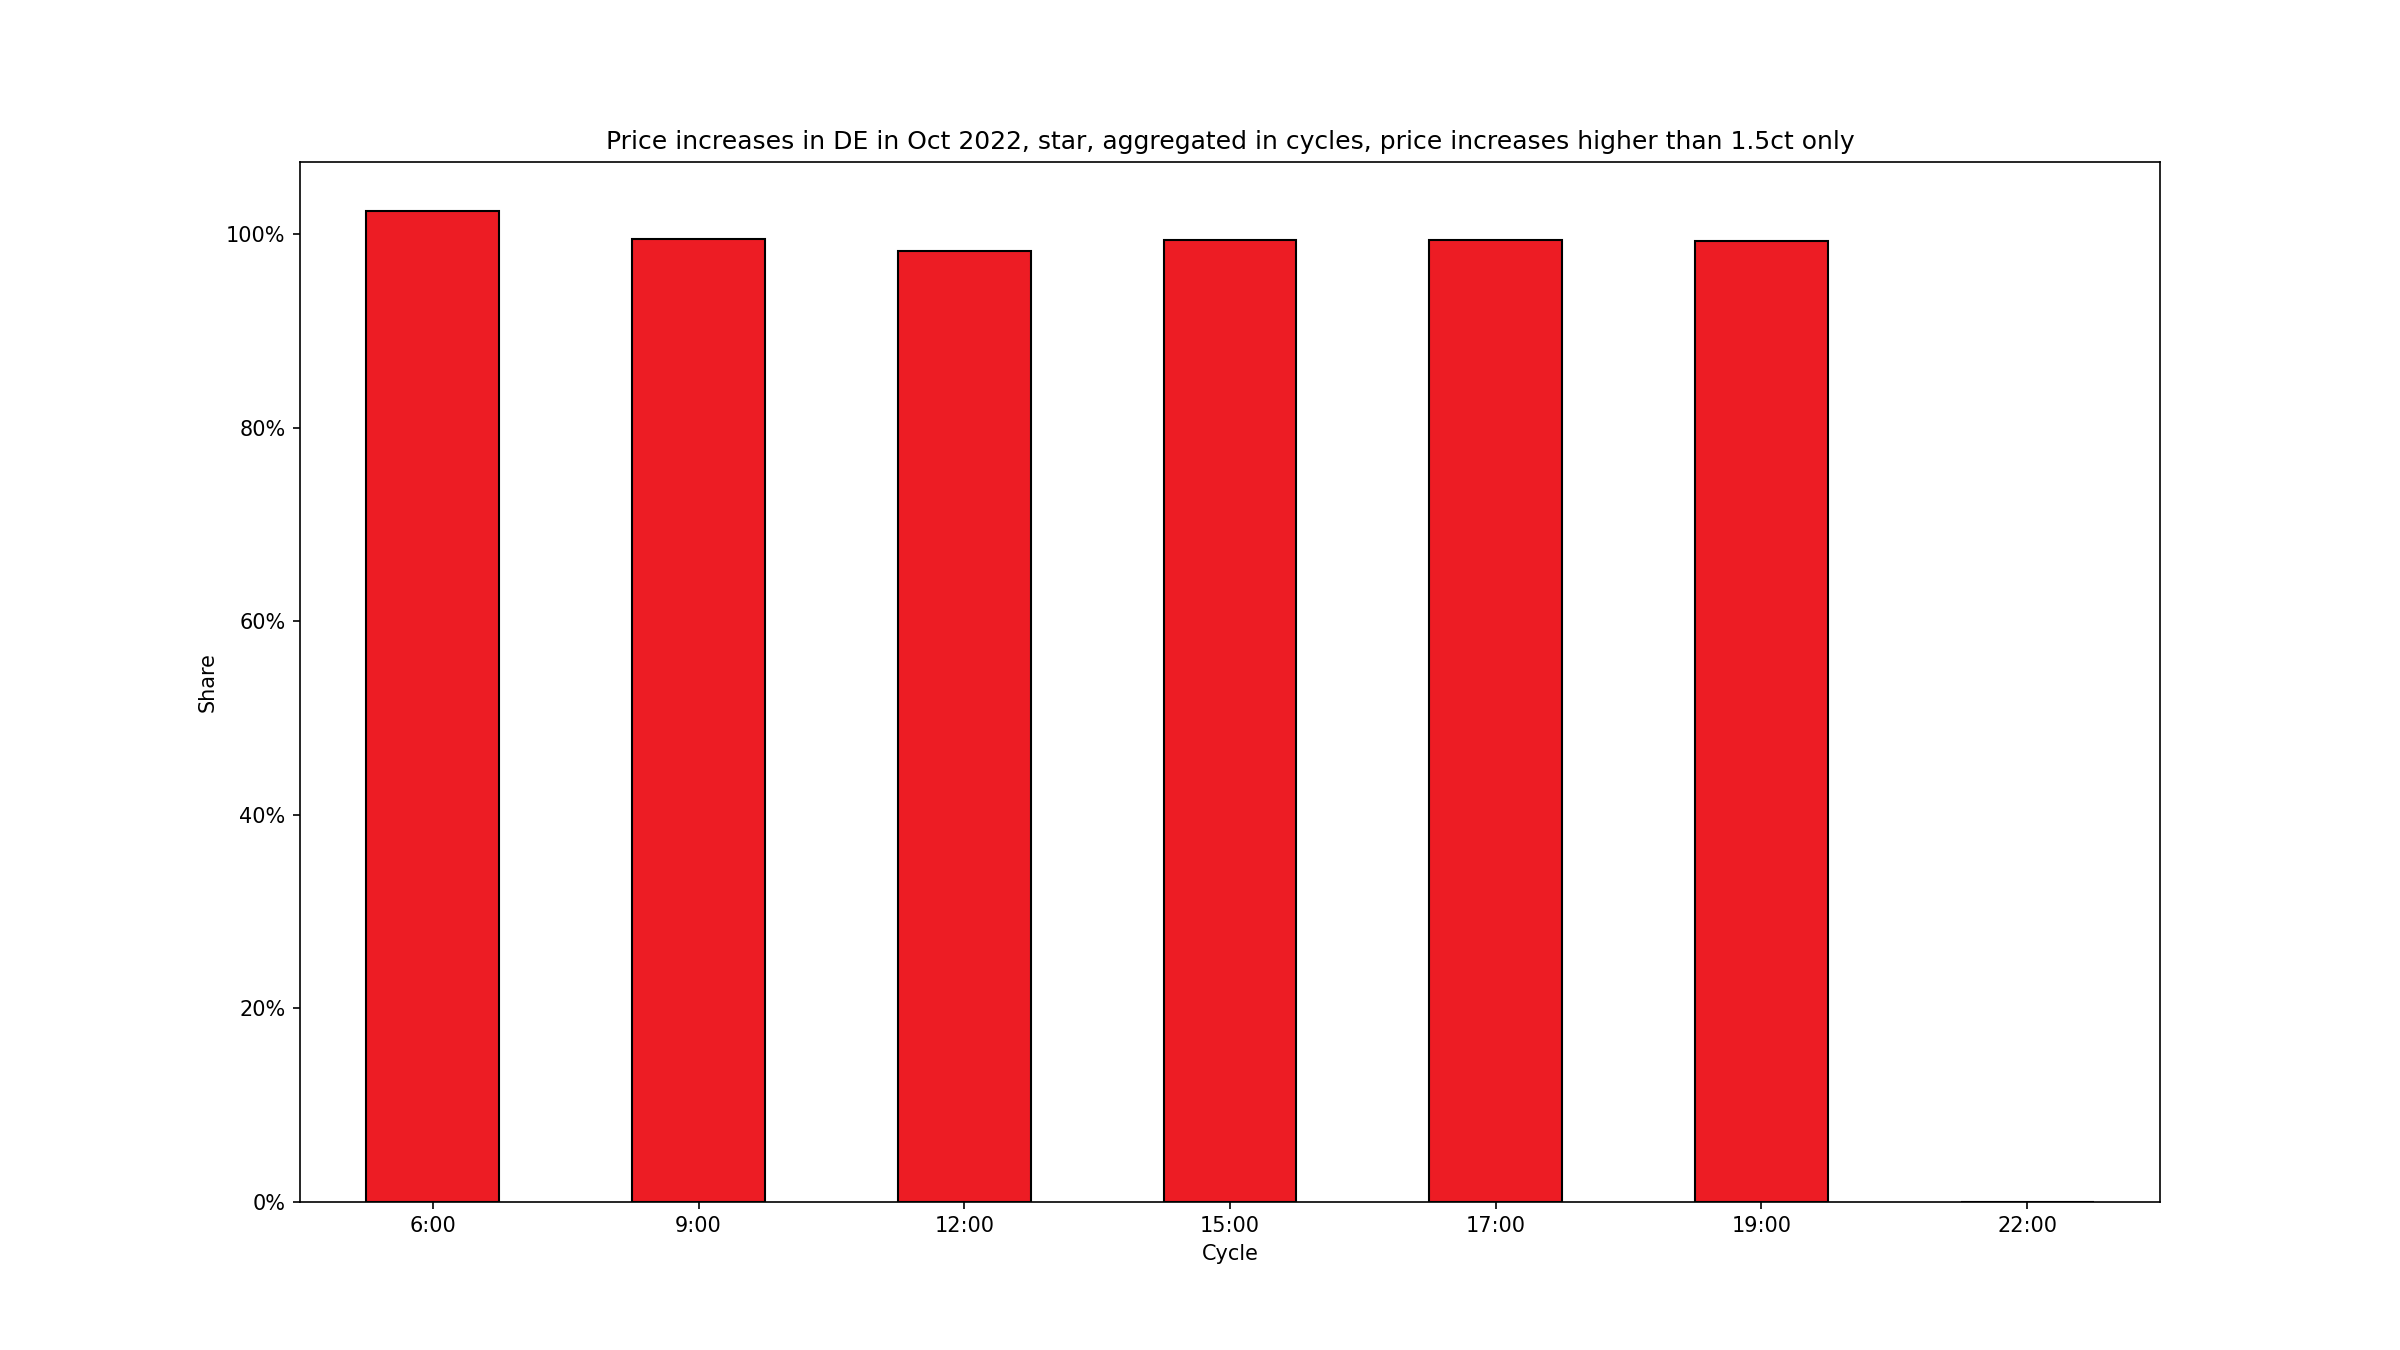 Price increases in DE in Oct 2022, star, aggregated in cycles, price increases higher than 1.5ct only
100%
80%
60%
40%
20%
0%
Share
6:00 9:00 12:00 15:00 17:00 19:00 22:00
Cycle